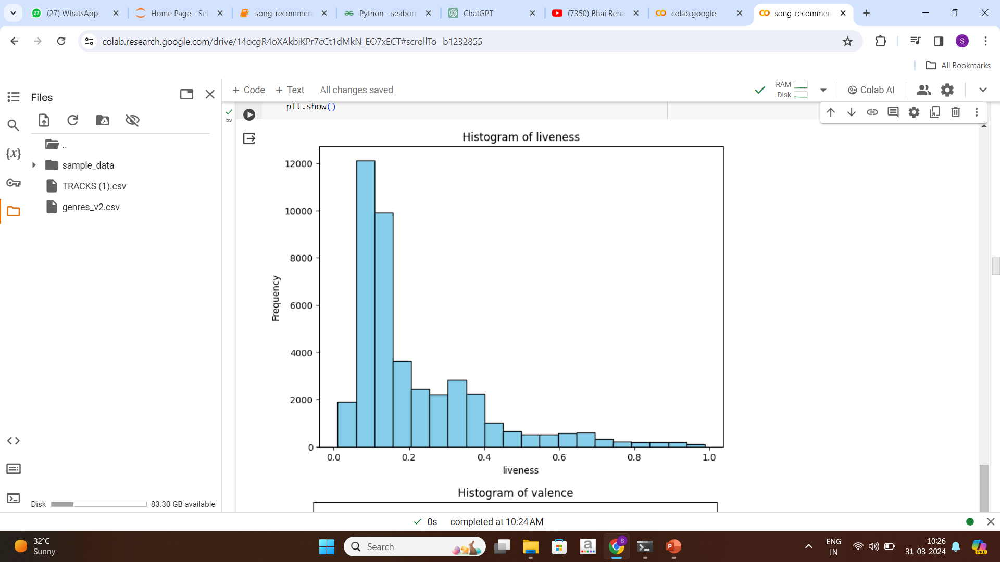 27 (27) WhatsApp
Home Page - Sel
song-recommen
Python - seaborn
ChatGPT
(7350) Bhai Beha
colab.google
song-recommen
colab.research.google.com/drive/14ocgR4oXAkbiKPr7cCt1dMkN_EO7xECT#scrollTo=b1232855
S
All Bookmarks
Files
+ Code + Text All changes saved
RAM
Disk
Colab AI
plt.show()
5s
{x}
..
sample_data
TRACKS (1).csv
genres_v2.csv
Histogram of liveness
12000
10000
8000
6000
4000
2000
0
Frequency
0.0 0.2 0.4 0.6 0.8 1.0
liveness
Histogram of valence
Disk 83.30 GB available
0s completed at 10:24 AM
32°C
Sunny
Search
a
S
P
ENG
IN
10:26
31-03-2024
PRE